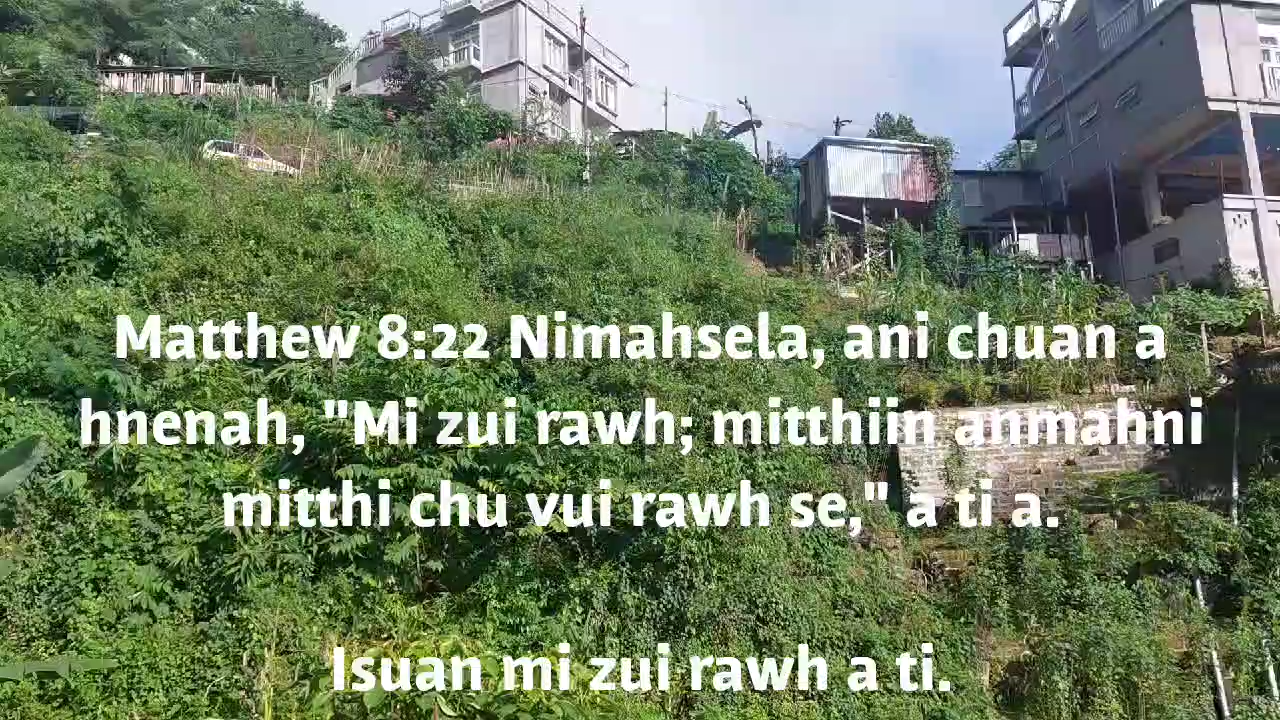 Matthew 8:22 Nimahsela, ani chuan a
hnenah, "Mi zui rawh; mitthiin anmahni
mitthi chu vui rawh se," a ti a.
Isuan mi zui rawh a ti.